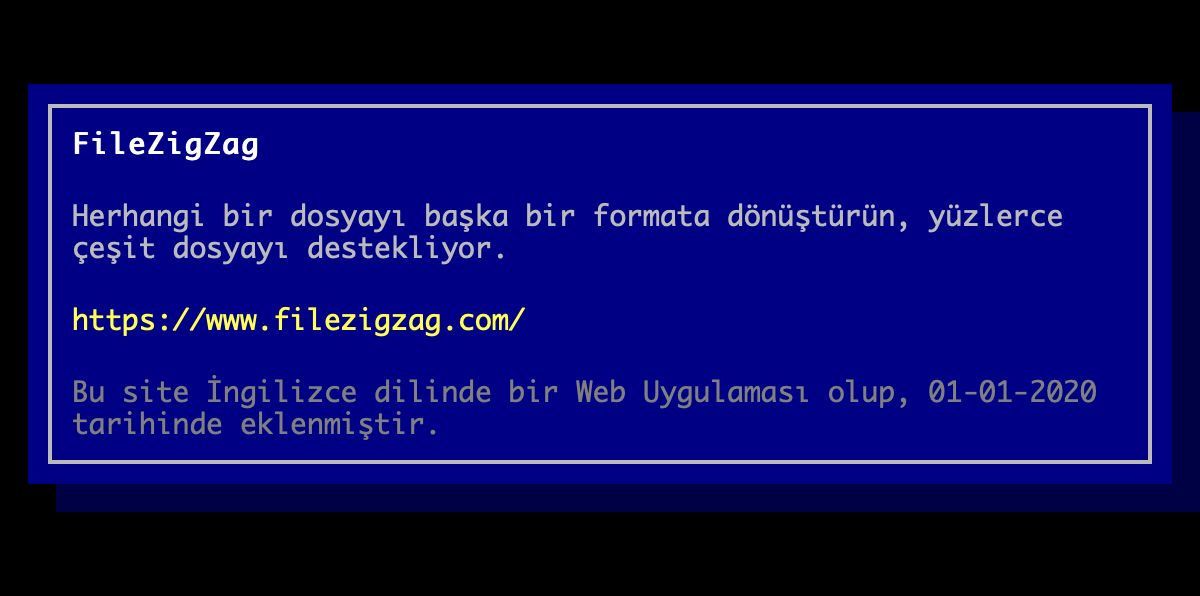 FileZigZag
Herhangi bir dosyayı başka bir formata dönüştürün, yüzlerce
çeşit dosyayı destekliyor.
https://www.filezigzag.com/
Bu site İngilizce dilinde bir Web Uygulaması olup, 01-01-2020
tarihinde eklenmiştir.